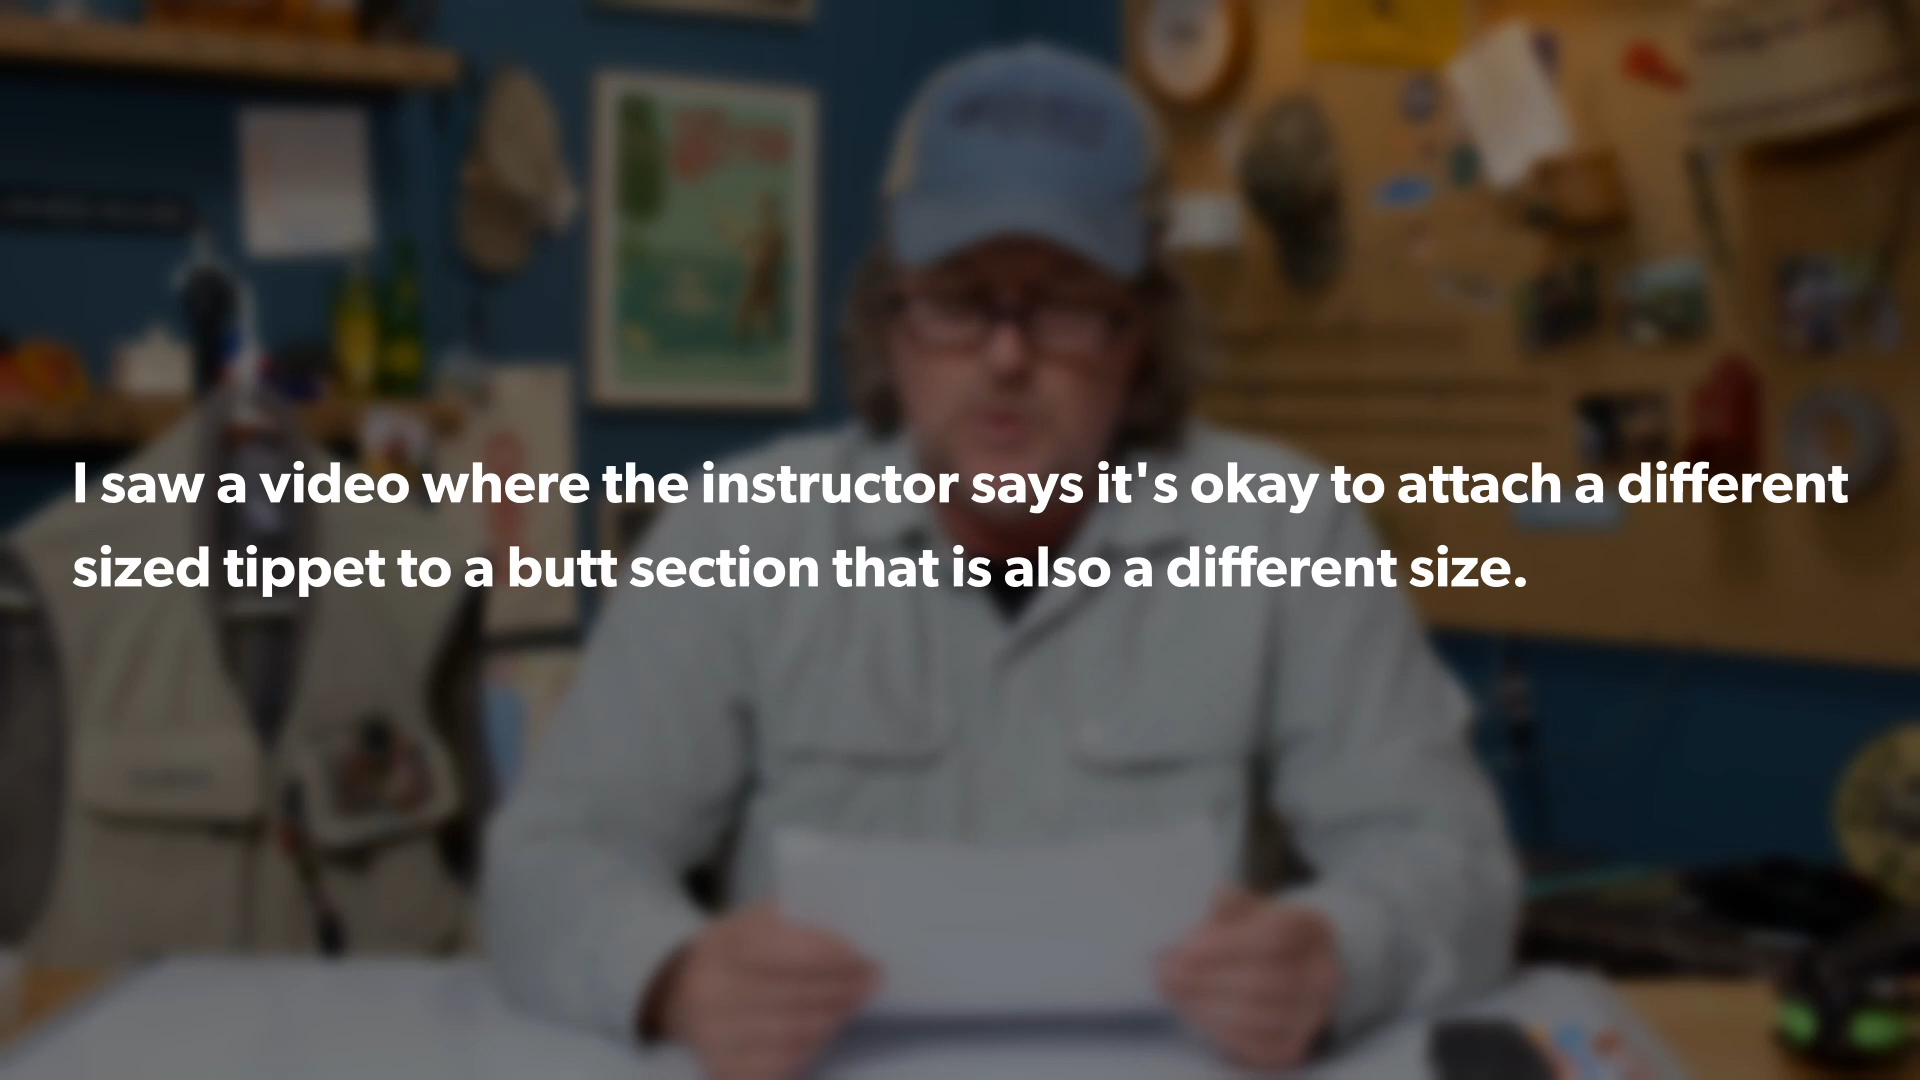 I saw a video where the instructor says it's okay to attach a different
sized tippet to a butt section that is also a different size.